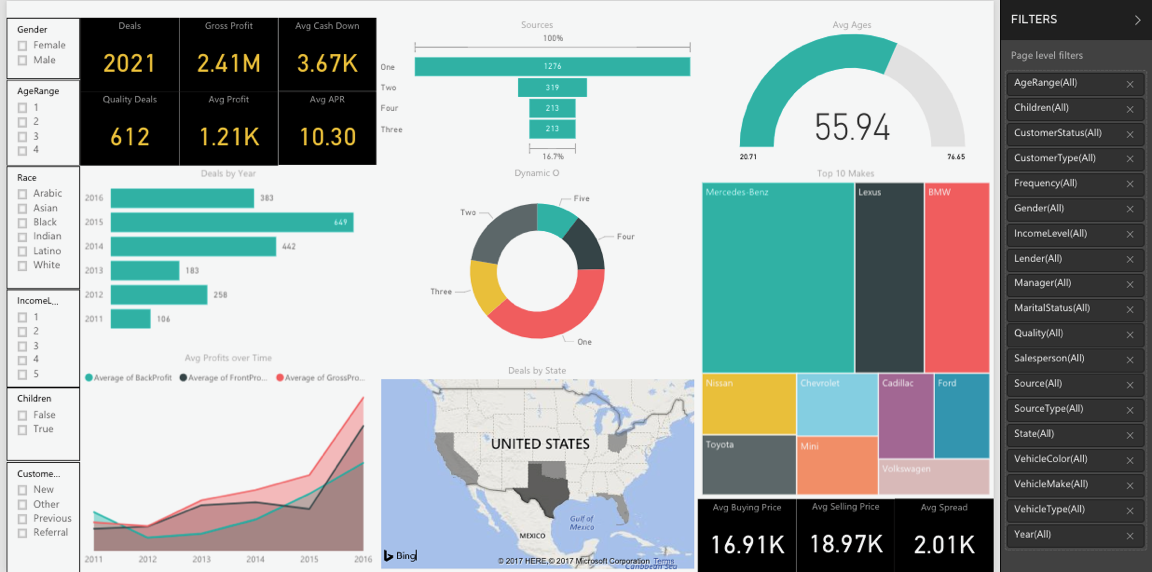 Gender
Female
Male
AgeRange
1
2
3
4
Race
Arabic
Asian
Black
Indian
Latino
White
IncomeL...
1
2
3
4
5
Children
False
True
Custome...
New
Other
Previous
Referral
Deals
2021
Gross Profit
2.41M
Avg Cash Down
3.67K
Quality Deals
612
Avg Profit
1.21K
Avg APR
10.30
Deals by Year
2016 383
2015 649
2014 442
2013 183
2012 258
2011 106
Avg Profits over Time
Average of BackProfit Average of FrontPro... Average of GrossPro...
2011 2012 2013 2014 2015 2016
Sources
100%
One 1276
Two 319
Four 213
Three 213
16.7%
Dynamic O
Two
Five
Four
Three
One
Deals by State
UNITED STATES
Gulf of
Mexico
MEXICO
Bing
© 2017 HERE,© 2017 Microsoft Corporation Terms
Caribbean Sea
Avg Ages
55.94
20.71 76.65
Top 10 Makes
Mercedes-Benz
Lexus
BMW
Nissan
Chevrolet
Cadillac
Ford
Toyota
Mini
Volkswagen
Avg Buying Price
16.91K
Avg Selling Price
18.97K
Avg Spread
2.01K
FILTERS
Page level filters
AgeRange(All)
Children(All)
CustomerStatus(All)
CustomerType(All)
Frequency(All)
Gender(All)
IncomeLevel(All)
Lender(All)
Manager(All)
MaritalStatus(All)
Quality(All)
Salesperson(All)
Source(All)
SourceType(All)
State(All)
VehicleColor(All)
VehicleMake(All)
VehicleType(All)
Year(All)